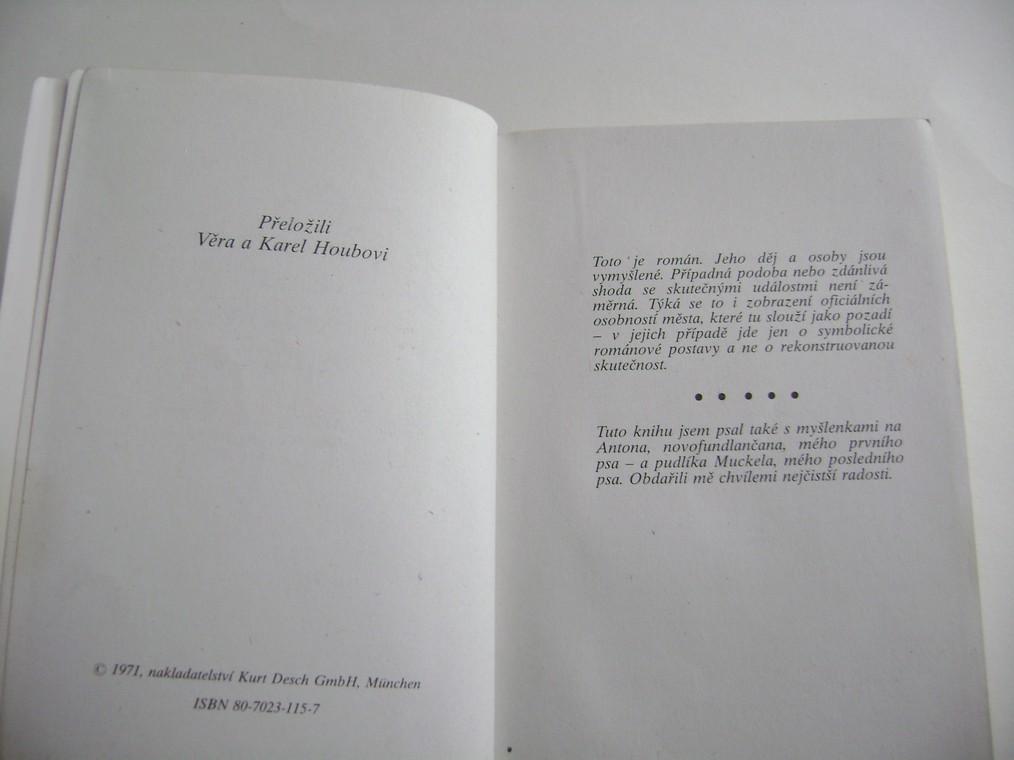 Přeložili
Věra a Karel Houbovi
© 1971, nakladatelství Kurt Desch GmbH, München
ISBN 80-7023-115-7
Toto je román. Jeho děj a osoby jsou
vymyšlené. Případná podoba nebo zdánlivá
shoda se skutečnými událostmi není zá-
měrná. Týká se to i zobrazení oficiálních
osobností města, které tu slouží jako pozadí
– v jejich případě jde jen o symbolické
románové postavy a ne o rekonstruovanou
skutečnost.
• • • • •
Tuto knihu jsem psal také s myšlenkami na
Antona, novofundlančana, mého prvního
psa – a pudlíka Muckela, mého posledního
psa. Obdařili mě chvílemi nejčistší radosti.